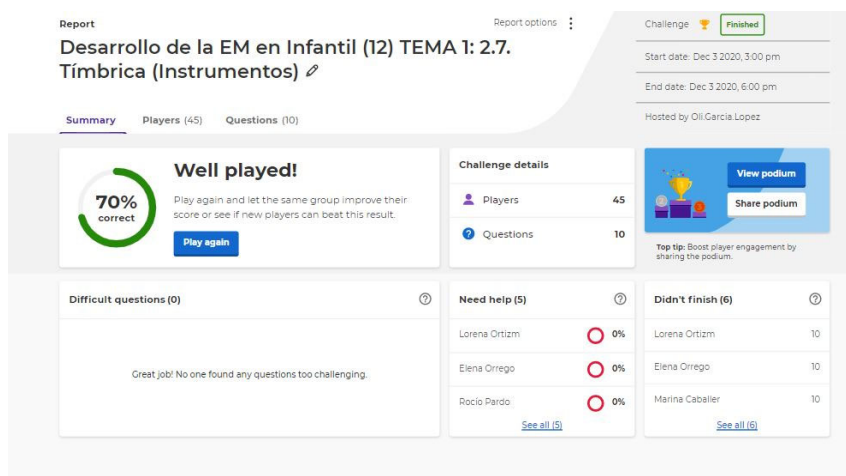 Report
Report options
Desarrollo de la EM en Infantil (12) TEMA 1: 2.7.
Tímbrica (Instrumentos)
Summary Players (45) Questions (10)
Challenge Finished
Start date: Dec 3 2020, 3:00 pm
End date: Dec 3 2020, 6:00 pm
Hosted by Oli.Garcia.Lopez
70%
correct
Well played!
Play again and let the same group improve their
score or see if new players can beat this result.
Play again
Challenge details
Players 45
Questions 10
View podium
Share podium
Top tip: Boost player engagement by
sharing the podium.
Difficult questions (0)
Great job! No one found any questions too challenging.
Need help (5)
Lorena Ortizm 0%
Elena Orrego 0%
Rocío Pardo 0%
See all (5)
Didn't finish (6)
Lorena Ortizm 10
Elena Orrego 10
Marina Caballer 10
See all (6)